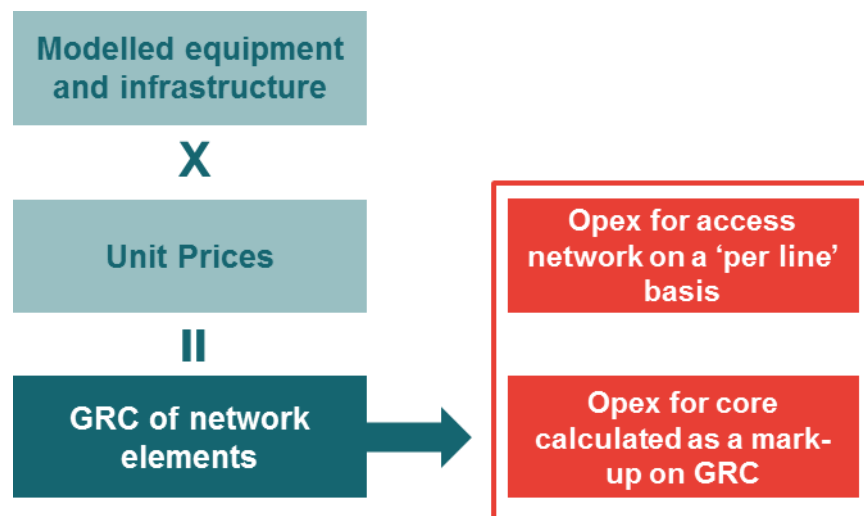 Modelled equipment
and infrastructure
X
Unit Prices
=
GRC of network
elements
Opex for access
network on a ‘per line’
basis
Opex for core
calculated as a mark-
up on GRC